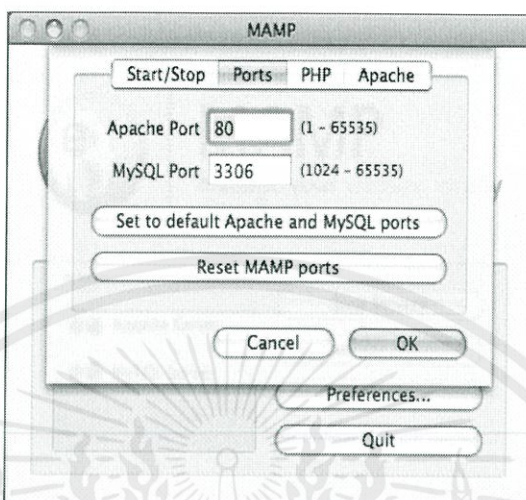 MAMP
Start/Stop Ports PHP Apache
Apache Port 80 (1 - 65535)
MySQL Port 3306 (1024 - 65535)
Set to default Apache and MySQL ports
Reset MAMP ports
Cancel OK
Preferences...
Quit